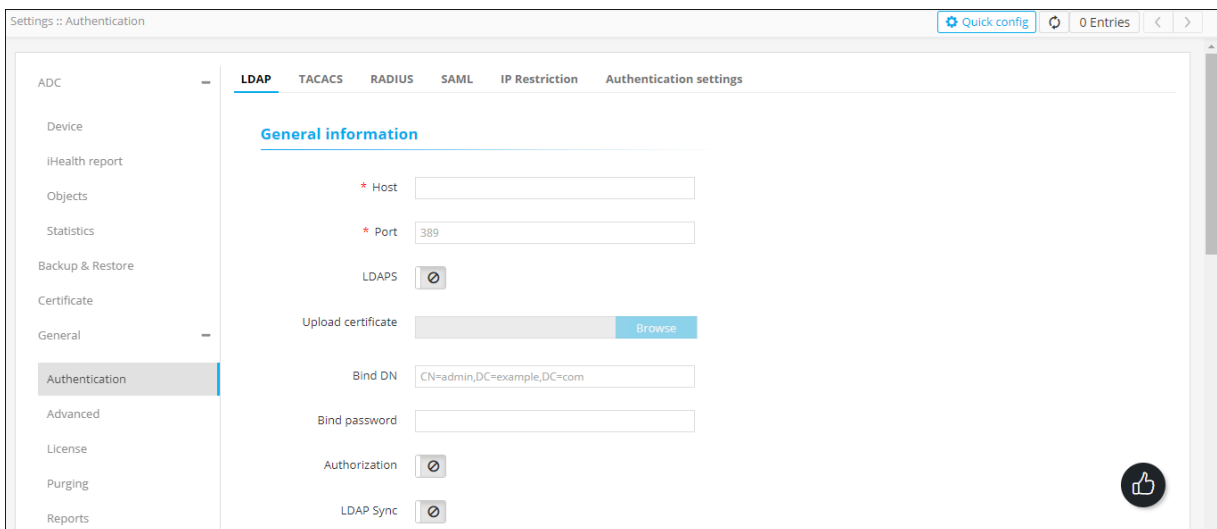 Settings :: Authentication
Quick config
0 Entries
ADC
Device
iHealth report
Objects
Statistics
Backup & Restore
Certificate
General
Authentication
Advanced
License
Purging
Reports
LDAP TACACS RADIUS SAML IP Restriction Authentication settings
General information
* Host
* Port 389
LDAPS
Upload certificate Browse
Bind DN CN=admin,DC=example,DC=com
Bind password
Authorization
LDAP Sync